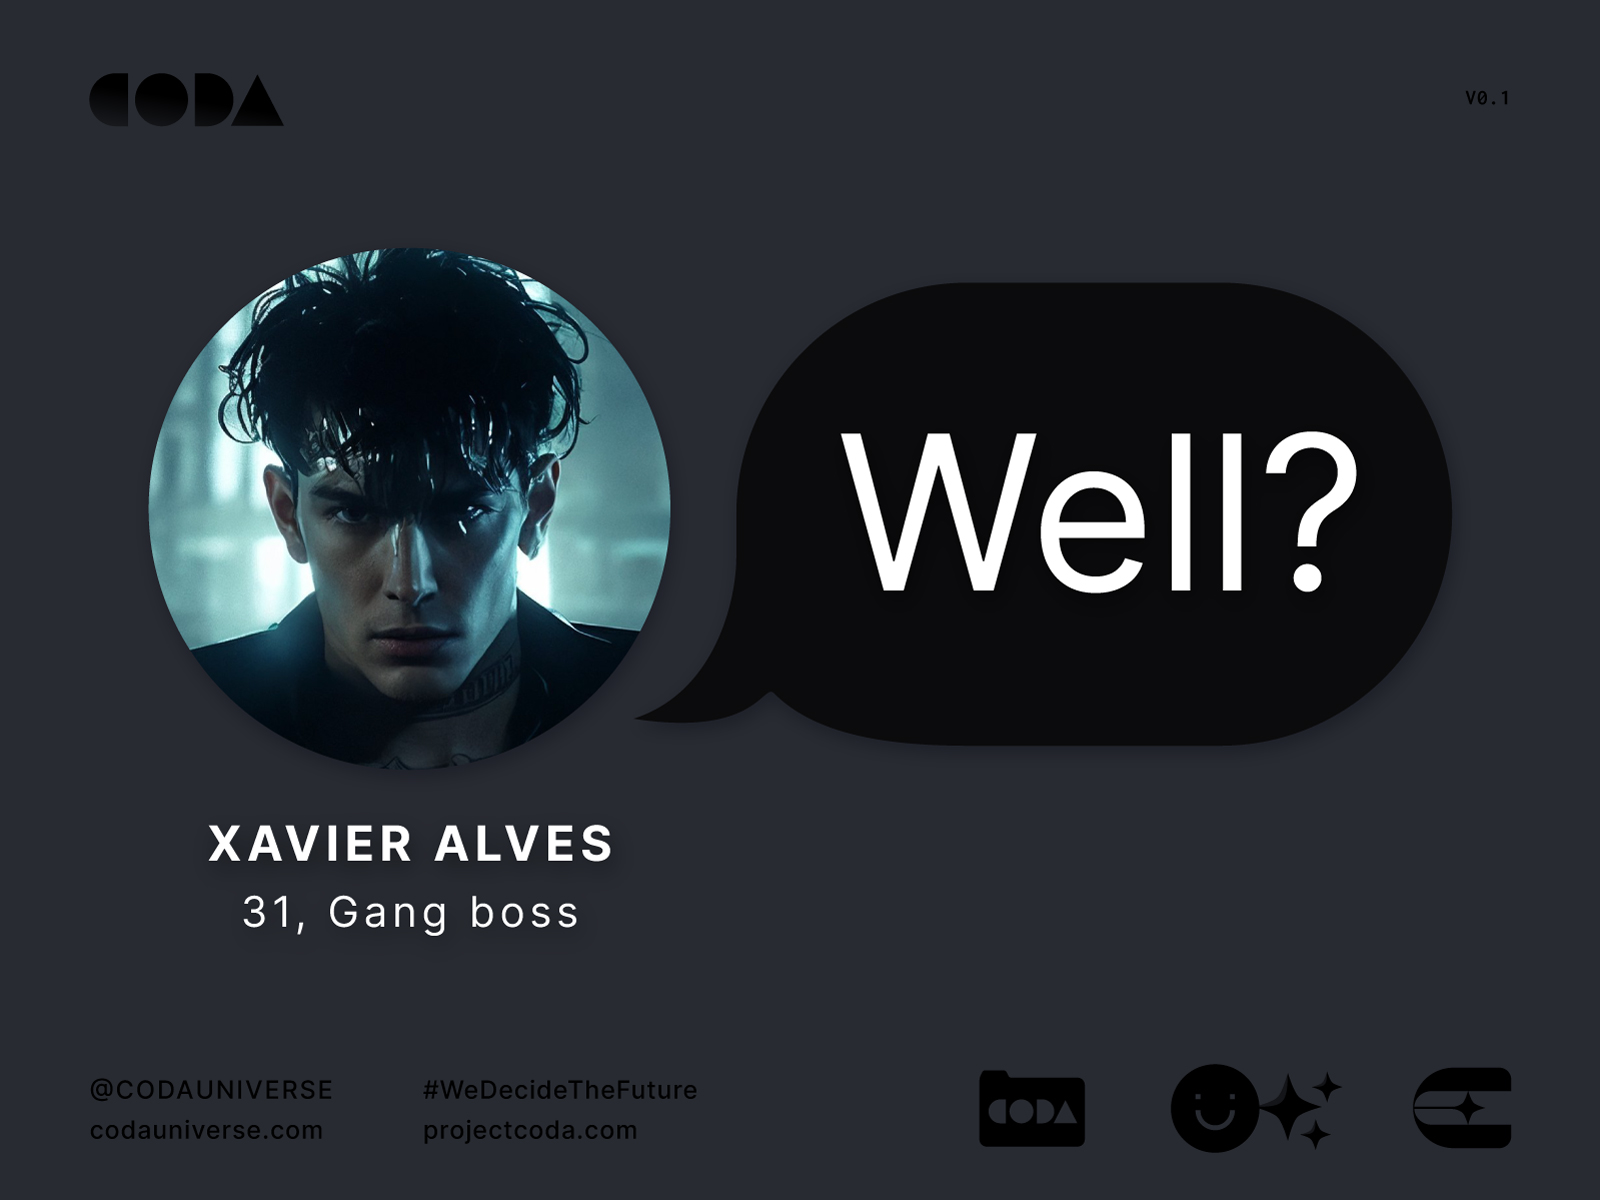 CODA
V0.1
Well?
XAVIER ALVES
31, Gang boss
@CODAUNIVERSE
codauniverse.com
#WeDecideTheFuture
projectcoda.com
CODA